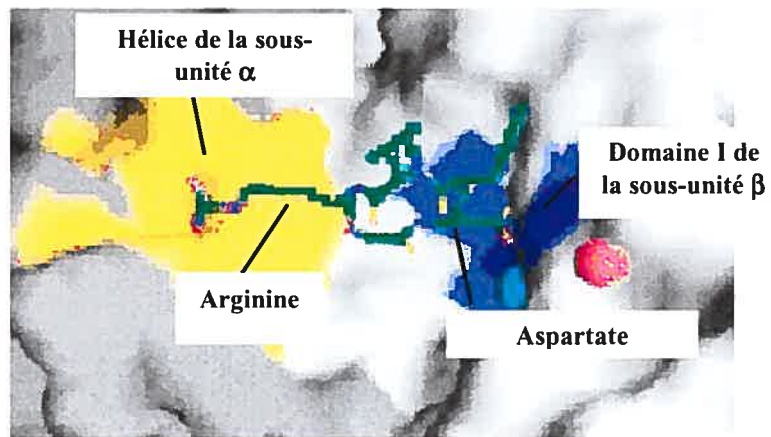 Hélice de la sous-
unité α
Domaine I de
la sous-unité β
Arginine
Aspartate